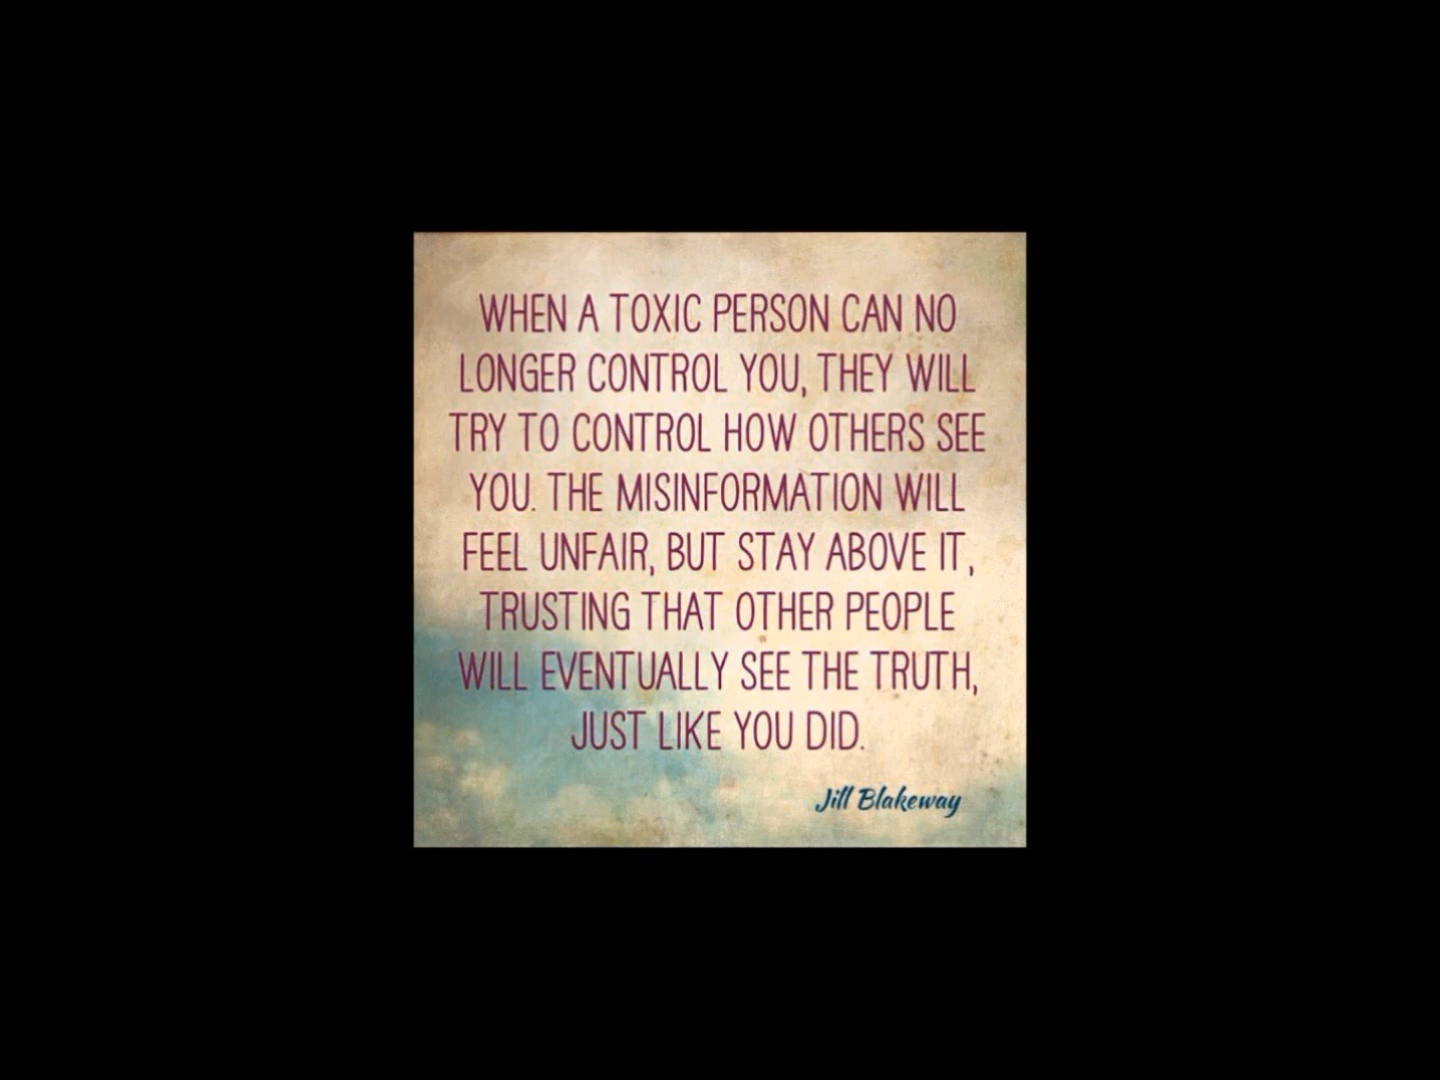 WHEN A TOXIC PERSON CAN NO
LONGER CONTROL YOU, THEY WILL
TRY TO CONTROL HOW OTHERS SEE
YOU. THE MISINFORMATION WILL
FEEL UNFAIR, BUT STAY ABOVE IT,
TRUSTING THAT OTHER PEOPLE
WILL EVENTUALLY SEE THE TRUTH,
JUST LIKE YOU DID.
Jill Blakeway